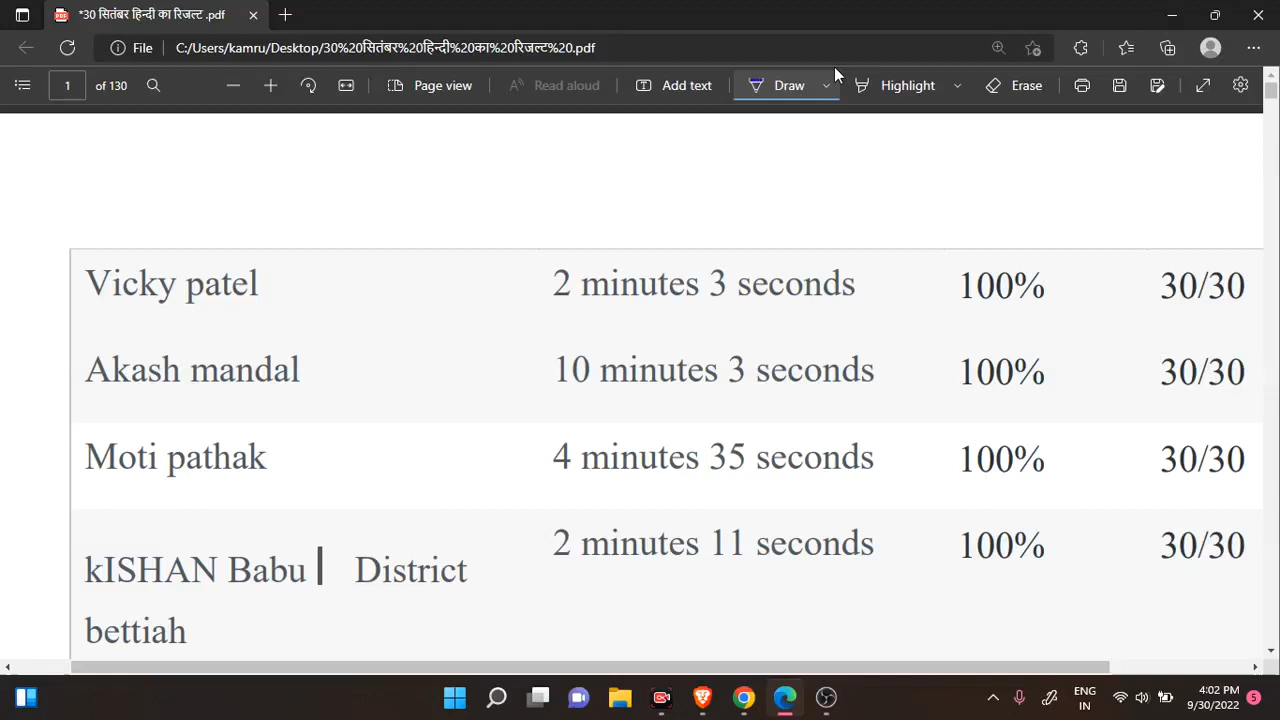 *30 सितंबर हिन्दी का रिजल्ट .pdf
File C:/Users/kamru/Desktop/30%20सितंबर%20हिन्दी%20का%20रिजल्ट%20.pdf
1 of 130 Page view Read aloud Add text Draw Highlight Erase
Vicky patel 2 minutes 3 seconds 100% 30/30
Akash mandal 10 minutes 3 seconds 100% 30/30
Moti pathak 4 minutes 35 seconds 100% 30/30
2 minutes 11 seconds 100% 30/30
kISHAN Babu | District
bettiah
ENG 4:02 PM
IN 9/30/2022 5